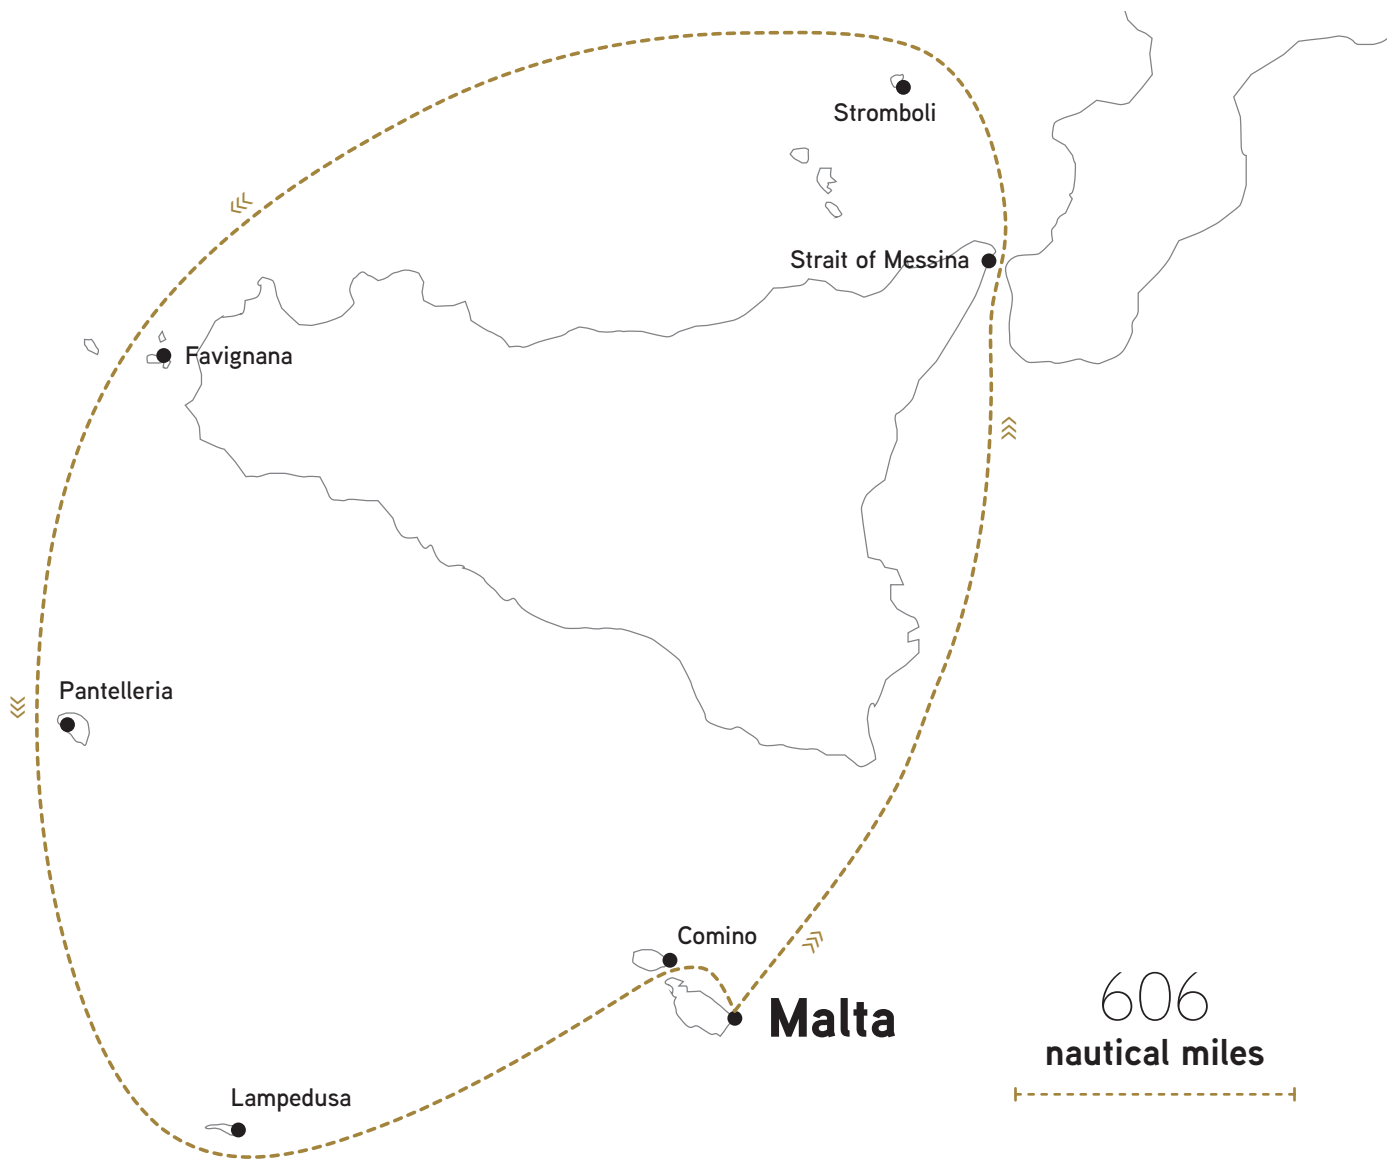 Stromboli
Strait of Messina
Favignana
Pantelleria
Comino
Malta
606
nautical miles
Lampedusa